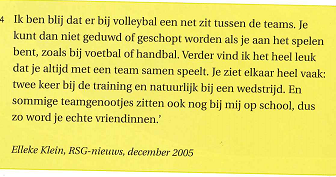 4 Ik ben blij dat er bij volleybal een net zit tussen de teams. Je
kunt dan niet geduwd of geschopt worden als je aan het spelen
bent, zoals bij voetbal of handbal. Verder vind ik het heel leuk
dat je altijd met een team samen speelt. Je ziet elkaar heel vaak:
twee keer bij de training en natuurlijk bij een wedstrijd. En
sommige teamgenootjes zitten ook nog bij mij op school, dus
zo word je echte vriendinnen.’
Elleke Klein, RSG-nieuws, december 2005